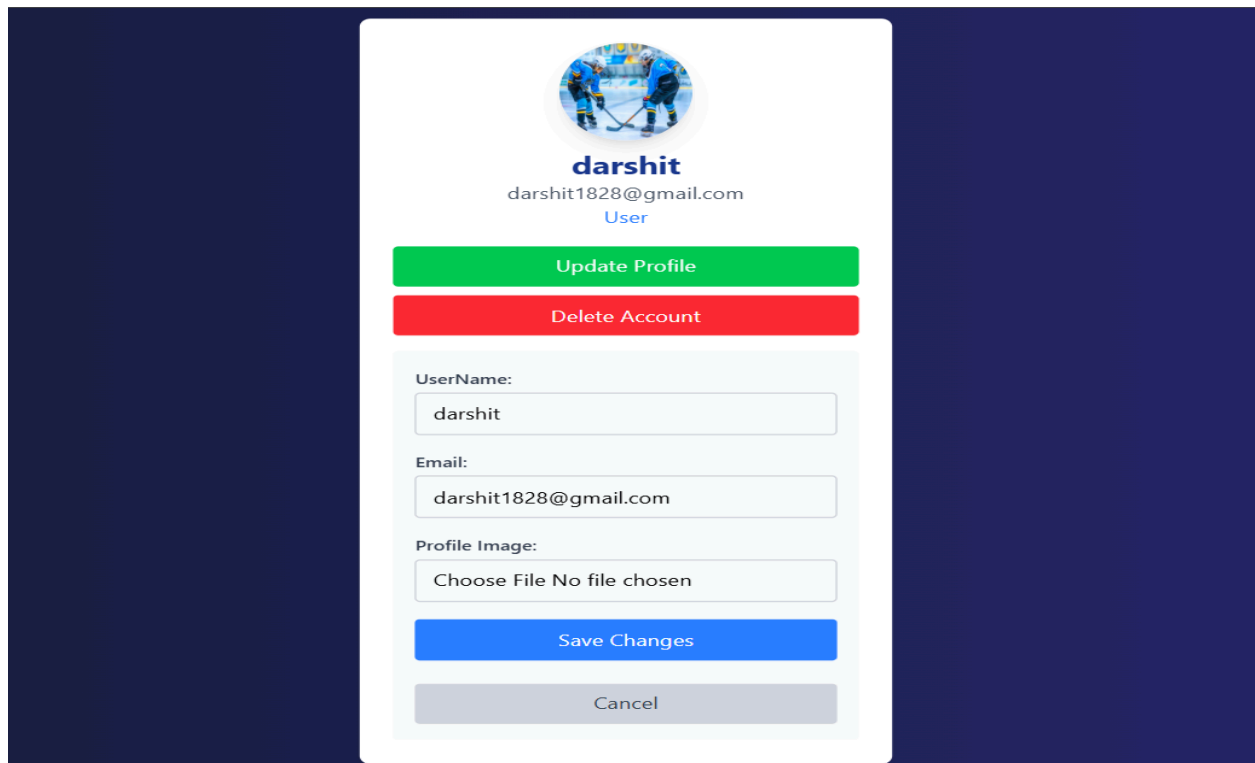 darshit
darshit1828@gmail.com
User
Update Profile
Delete Account
UserName:
darshit
Email:
darshit1828@gmail.com
Profile Image:
Choose File No file chosen
Save Changes
Cancel